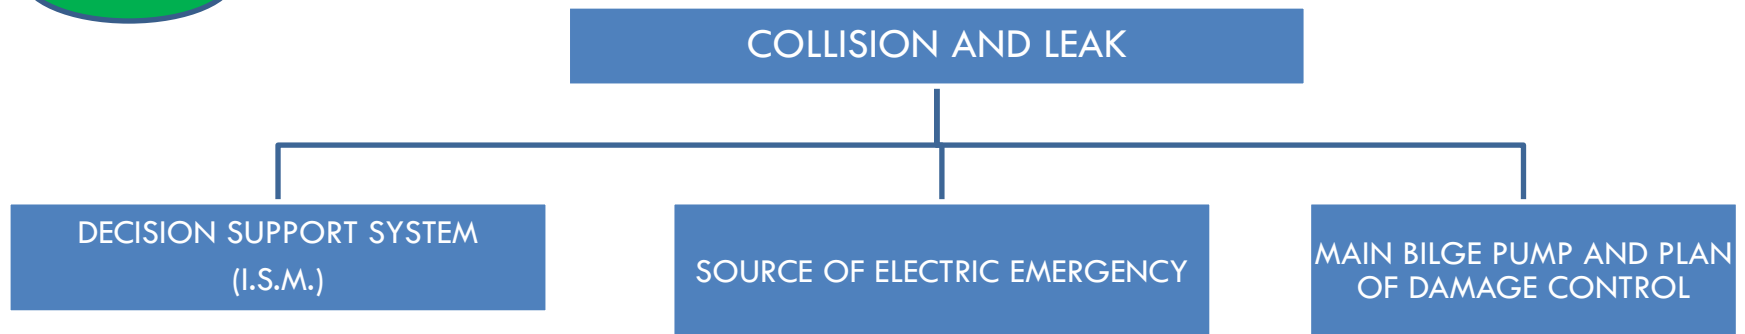 COLLISION AND LEAK
DECISION SUPPORT SYSTEM
(I.S.M.)
SOURCE OF ELECTRIC EMERGENCY
MAIN BILGE PUMP AND PLAN
OF DAMAGE CONTROL